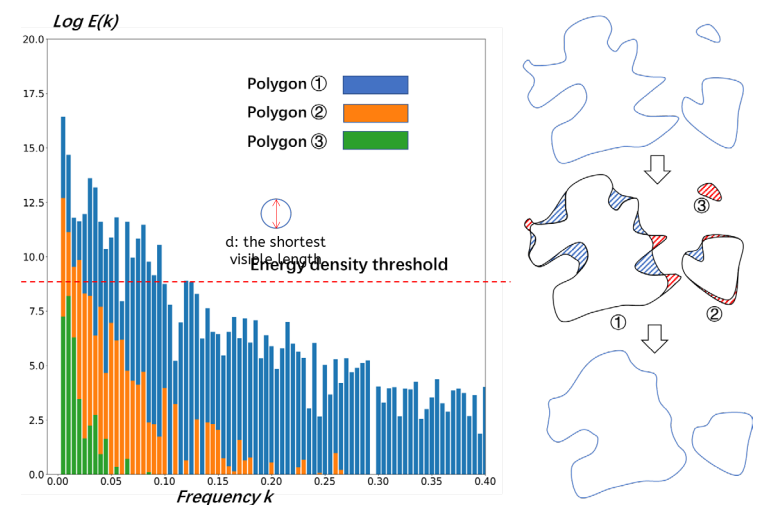 Log E(k)
20.0
17.5
15.0
12.5
10.0
7.5
5.0
2.5
0.0
Polygon ①
Polygon ②
Polygon ③
d: the shortest
visible length
Energy density threshold
0.00 0.05 0.10 0.15 0.20 0.25 0.30 0.35 0.40
Frequency k
③
①
②